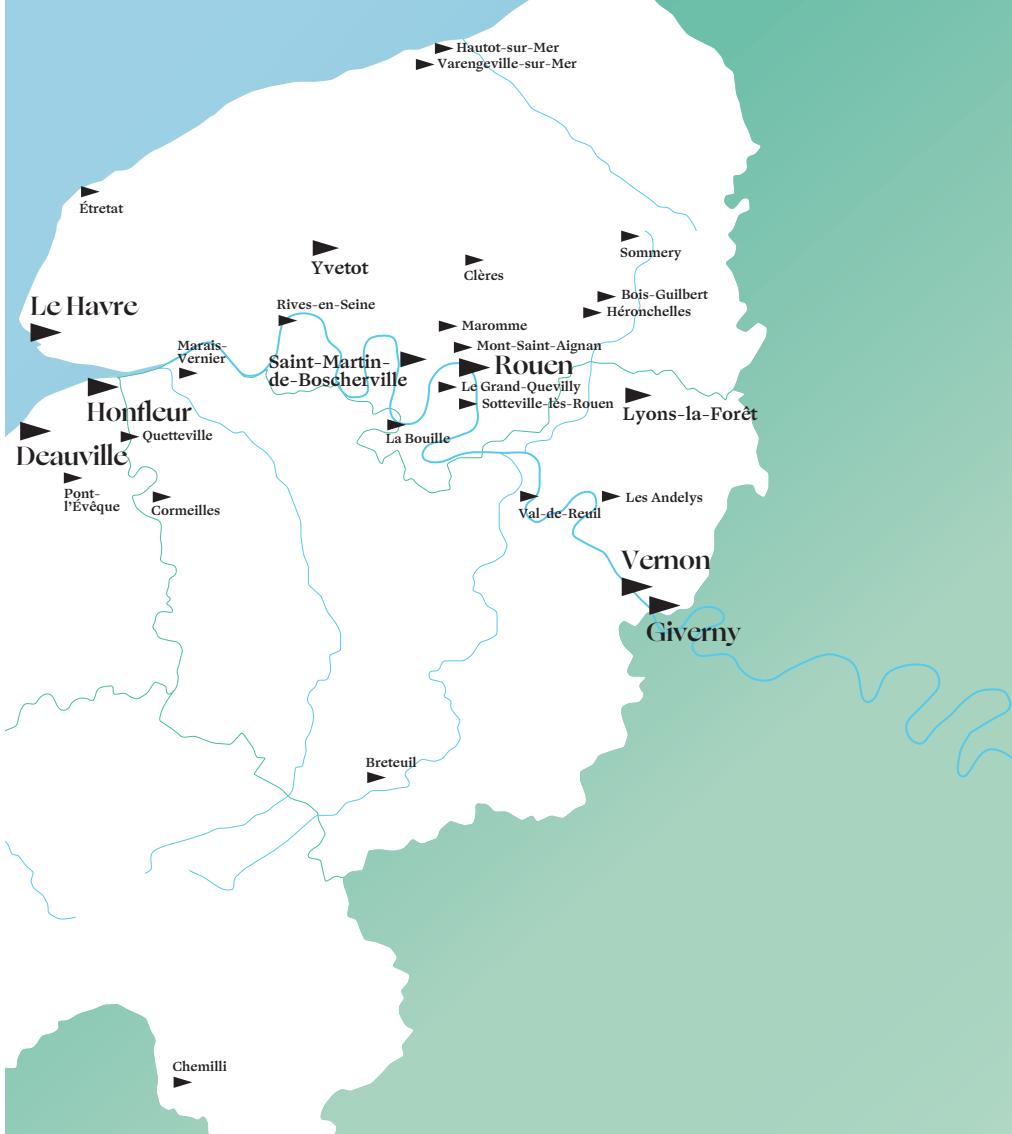 Hautot-sur-Mer
Varengeville-sur-Mer
Étretat
Yvetot
Sommery
Clères
Le Havre
Rives-en-Seine
Bois-Guilbert
Héronchelles
Maromme
Marais-
Vernier
Mont-Saint-Aignan
Saint-Martin-
de-Boscherville
Rouen
Le Grand-Quevilly
Sotteville-lès-Rouen
Honfleur
Lyons-la-Forêt
Quetteville
La Bouille
Deauville
Pont-
l'Évêque
Cormeilles
Val-de-Reuil
Les Andelys
Vernon
Giverny
Breteuil
Chemilli